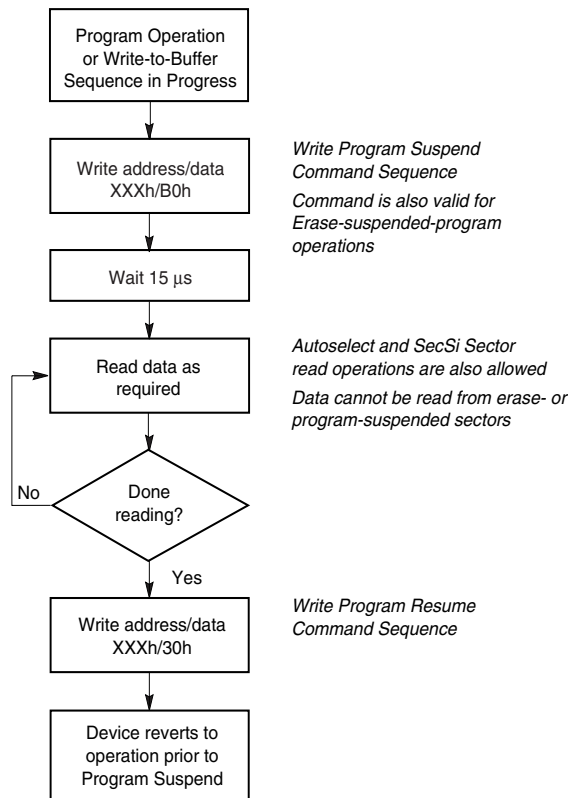 Program Operation
or Write-to-Buffer
Sequence in Progress
Write address/data
XXXh/B0h
Write Program Suspend
Command Sequence
Command is also valid for
Erase-suspended-program
operations
Wait 15 μs
Read data as
required
Autoselect and SecSi Sector
read operations are also allowed
Data cannot be read from erase- or
program-suspended sectors
No
Done
reading?
Yes
Write address/data
XXXh/30h
Write Program Resume
Command Sequence
Device reverts to
operation prior to
Program Suspend